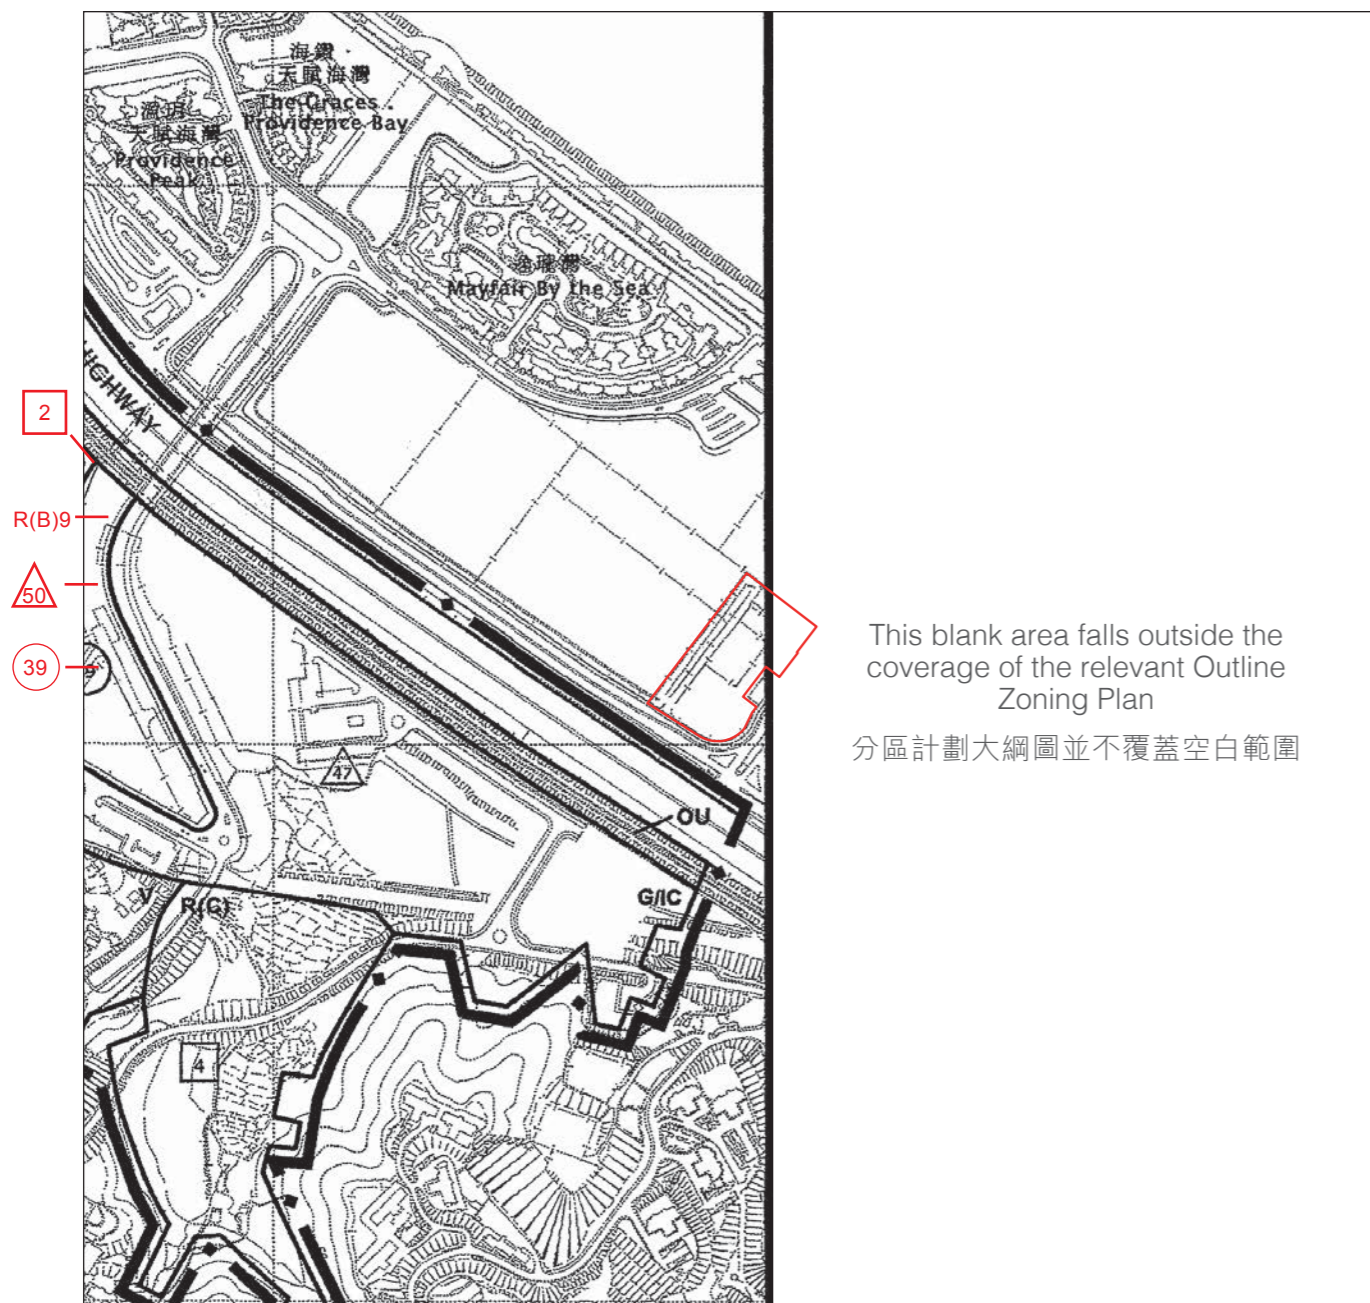 海鑽
天賦海灣
The Graces .
Providence Bay
溋玥
天賦海灣
Providence
Peak
逸瓏灣
Mayfair By the Sea
HIGHWAY
2
R(B)9
50
39
This blank area falls outside the
coverage of the relevant Outline
Zoning Plan
分區計劃大綱圖並不覆蓋空白範圍
47
OU
G/IC
V
R(C)
4